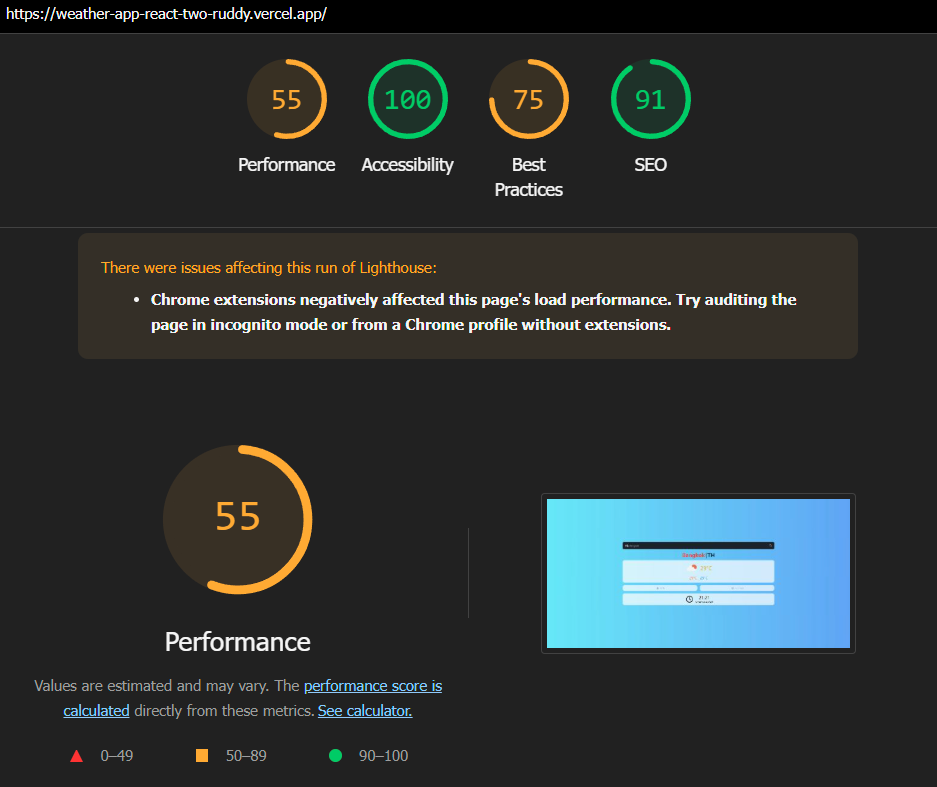 https://weather-app-react-two-ruddy.vercel.app/
55
100
75
91
Performance
Accessibility
Best
Practices
SEO
There were issues affecting this run of Lighthouse:
• Chrome extensions negatively affected this page's load performance. Try auditing the
page in incognito mode or from a Chrome profile without extensions.
55
Performance
Values are estimated and may vary. The performance score is
calculated directly from these metrics. See calculator.
0–49
50–89
90–100
Bangkok|TH